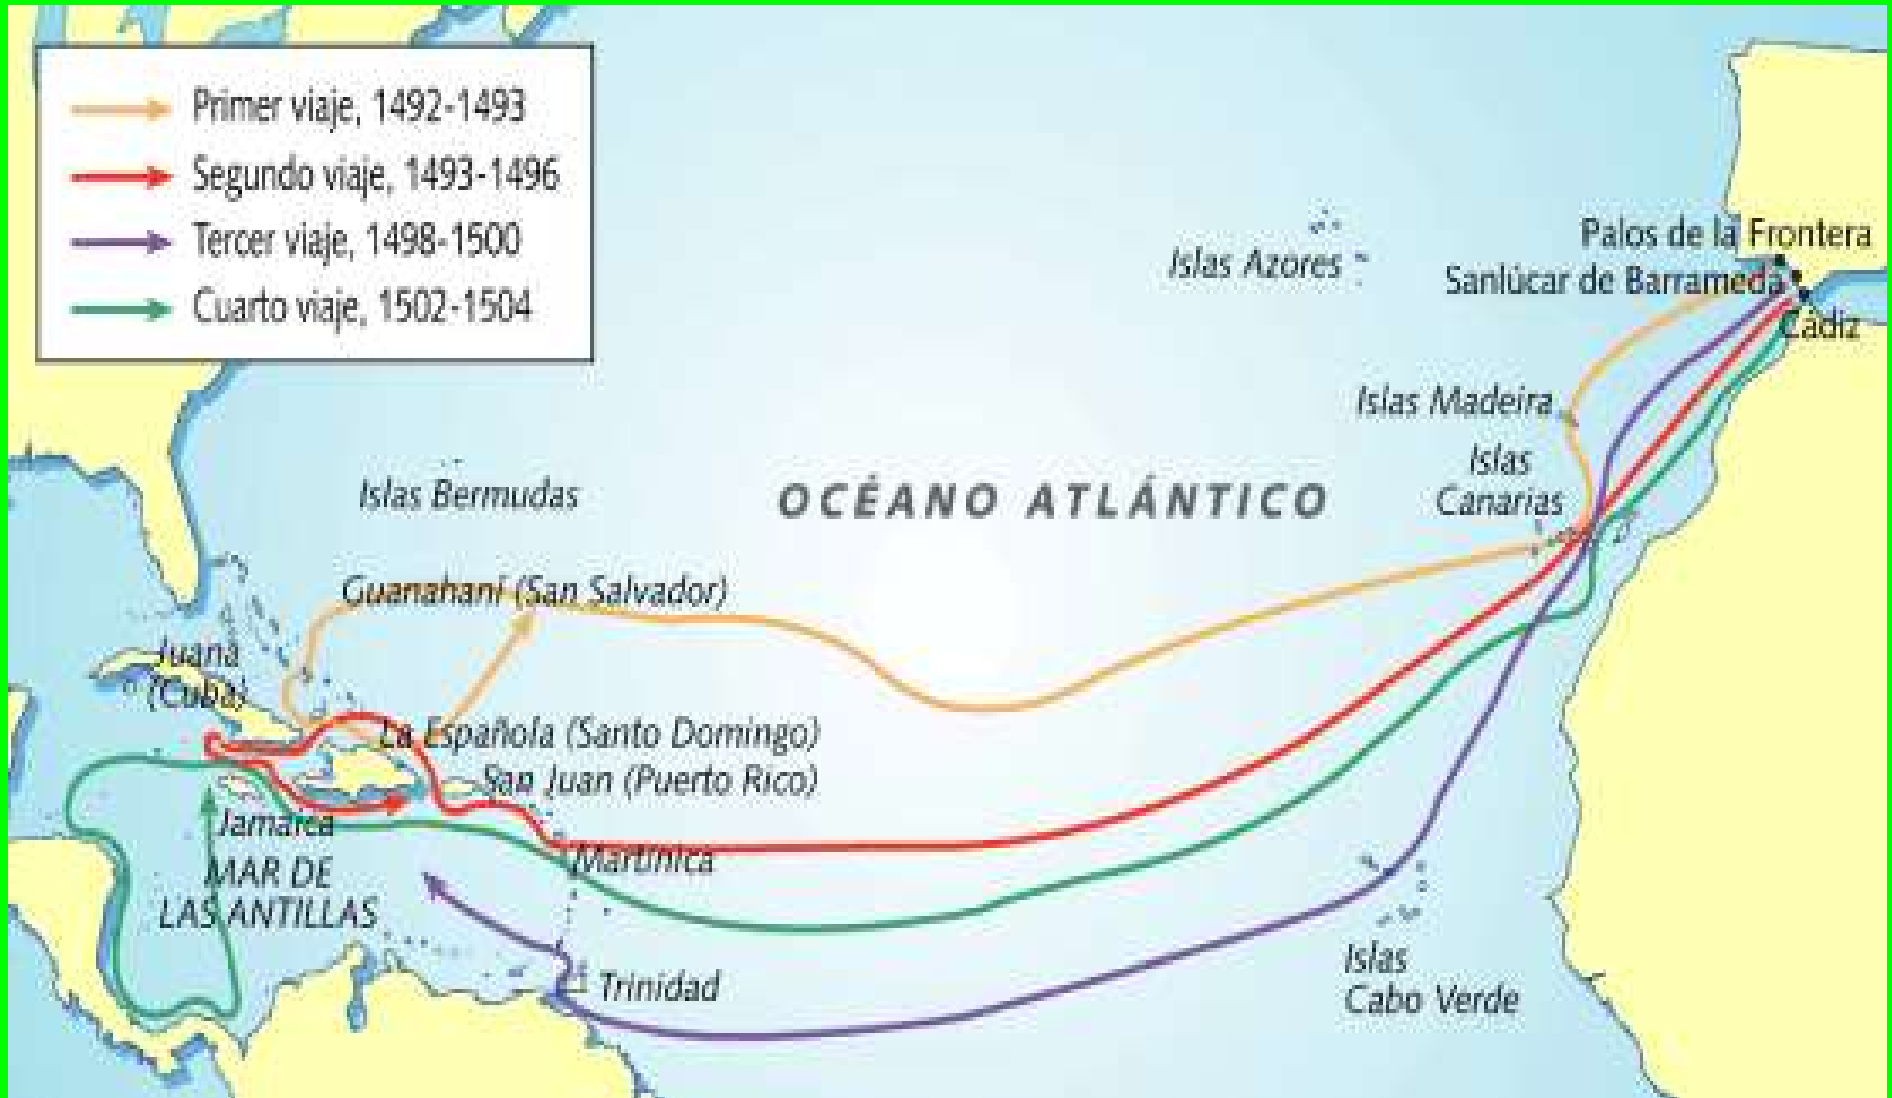 Primer viaje, 1492-1493
Segundo viaje, 1493-1496
Tercer viaje, 1498-1500
Cuarto viaje, 1502-1504
Palos de la Frontera
Islas Azores
Sanlúcar de Barrameda
Cádiz
Islas Madeira
Islas
Canarias
Islas Bermudas
OCÉANO ATLÁNTICO
Guanahaní (San Salvador)
Juana
(Cuba)
La Española (Santo Domingo)
San Juan (Puerto Rico)
Jamaica
Martinica
MAR DE
LAS ANTILLAS
Trinidad
Islas
Cabo Verde